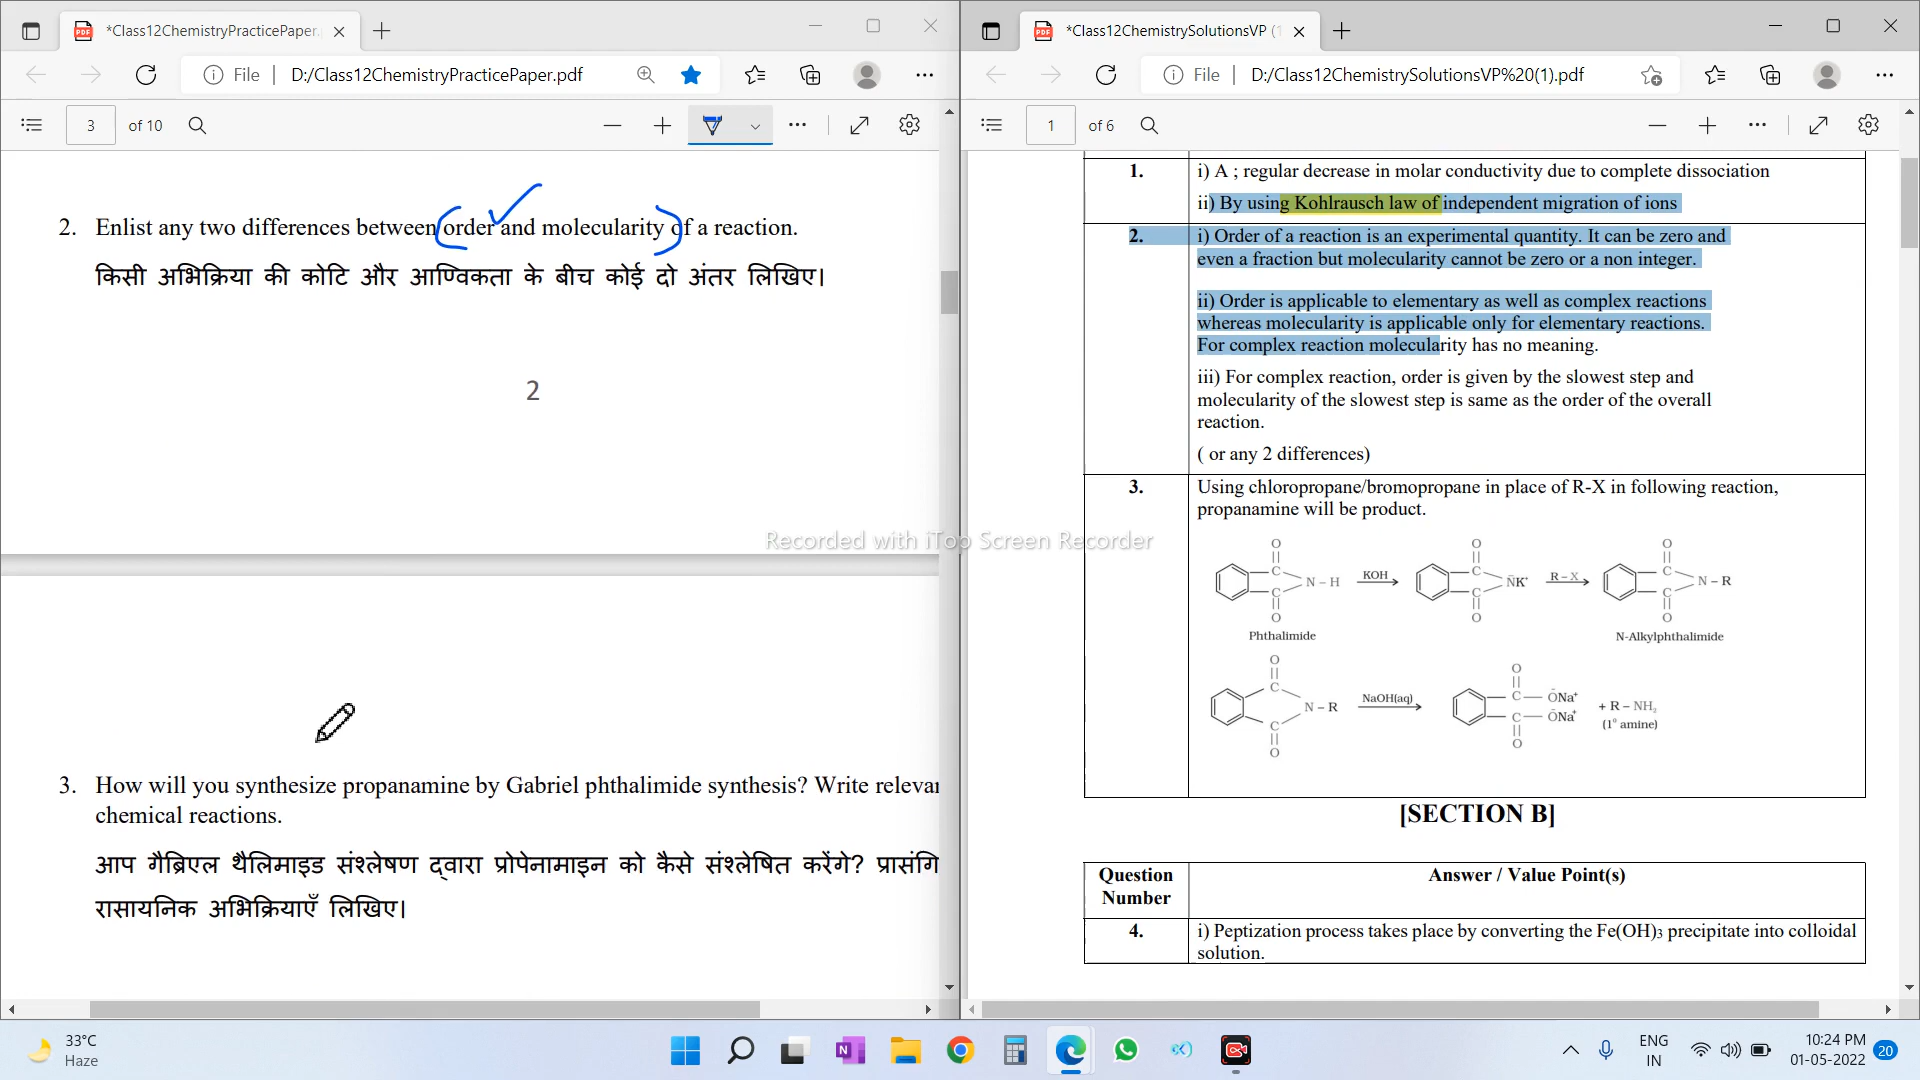 *Class12ChemistryPracticePaper.
File
D:/Class12ChemistryPracticePaper.pdf
3 of 10
2. Enlist any two differences between order and molecularity of a reaction.
किसी अभिक्रिया की कोटि और आण्विकता के बीच कोई दो अंतर लिखिए।
2
3. How will you synthesize propanamine by Gabriel phthalimide synthesis? Write relevan
chemical reactions.
आप गैब्रिएल थैलिमाइड संश्लेषण द्वारा प्रोपेनामाइन को कैसे संश्लेषित करेंगे? प्रासंगि
रासायनिक अभिक्रियाएँ लिखिए।
*Class12ChemistrySolutionsVP (1
File
D:/Class12ChemistrySolutionsVP%20(1).pdf
1 of 6
1. i) A ; regular decrease in molar conductivity due to complete dissociation
ii) By using Kohlrausch law of independent migration of ions
2. i) Order of a reaction is an experimental quantity. It can be zero and
even a fraction but molecularity cannot be zero or a non integer.
ii) Order is applicable to elementary as well as complex reactions
whereas molecularity is applicable only for elementary reactions.
For complex reaction molecularity has no meaning.
iii) For complex reaction, order is given by the slowest step and
molecularity of the slowest step is same as the order of the overall
reaction.
( or any 2 differences)
3. Using chloropropane/bromopropane in place of R-X in following reaction,
propanamine will be product.
Recorded with iTop Screen Recorder
O O O
C N – H KOH C N̄K⁺ R – X C N – R
C C C
O O O
Phthalimide N-Alkylphthalimide
O O
C C ŌNa⁺
N – R NaOH(aq) + R – NH₂
C C ŌNa⁺ (1° amine)
O O
[SECTION B]
Question Number
Answer / Value Point(s)
4. i) Peptization process takes place by converting the Fe(OH)₃ precipitate into colloidal
solution.
33°C
Haze
ENG
IN
10:24 PM
01-05-2022
20